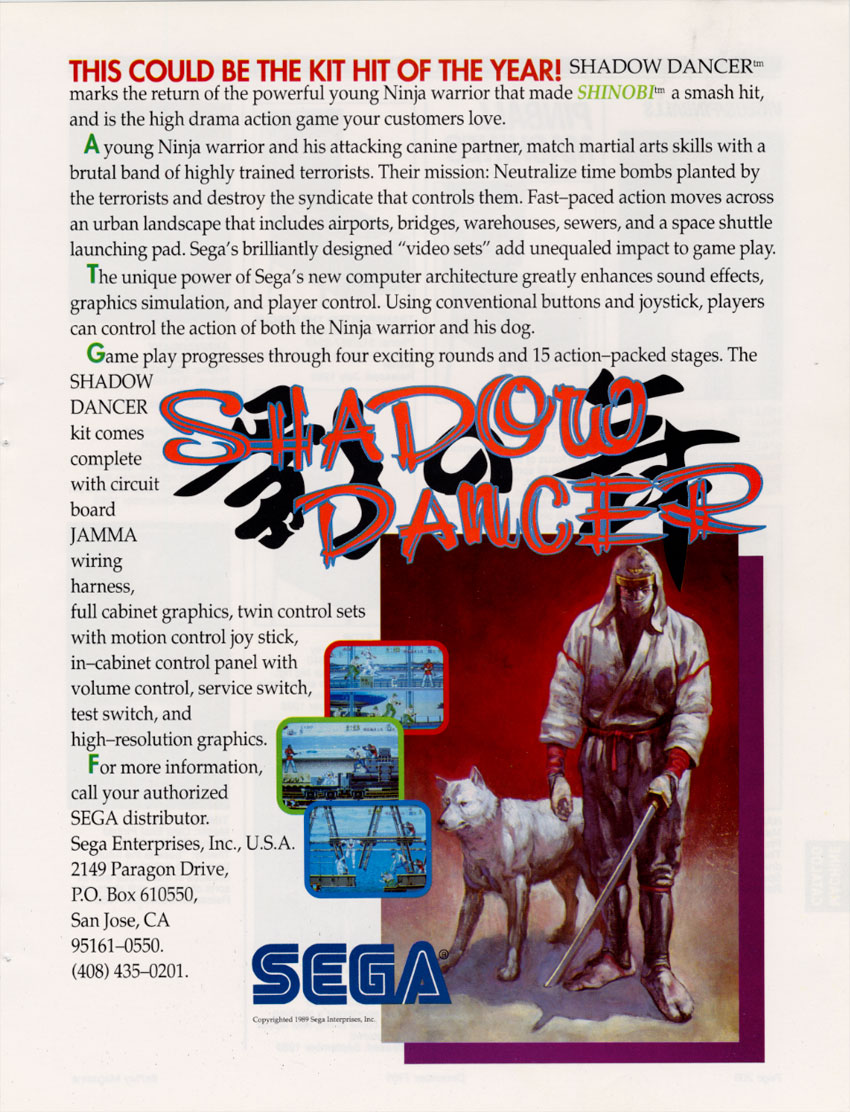 THIS COULD BE THE KIT HIT OF THE YEAR! SHADOW DANCER™
marks the return of the powerful young Ninja warrior that made SHINOBI™ a smash hit,
and is the high drama action game your customers love.
A young Ninja warrior and his attacking canine partner, match martial arts skills with a
brutal band of highly trained terrorists. Their mission: Neutralize time bombs planted by
the terrorists and destroy the syndicate that controls them. Fast–paced action moves across
an urban landscape that includes airports, bridges, warehouses, sewers, and a space shuttle
launching pad. Sega's brilliantly designed "video sets" add unequaled impact to game play.
The unique power of Sega's new computer architecture greatly enhances sound effects,
graphics simulation, and player control. Using conventional buttons and joystick, players
can control the action of both the Ninja warrior and his dog.
Game play progresses through four exciting rounds and 15 action–packed stages. The
SHADOW
DANCER
kit comes
complete
with circuit
board
JAMMA
wiring
harness,
full cabinet graphics, twin control sets
with motion control joy stick,
in–cabinet control panel with
volume control, service switch,
test switch, and
high–resolution graphics.
For more information,
call your authorized
SEGA distributor.
Sega Enterprises, Inc., U.S.A.
2149 Paragon Drive,
P.O. Box 610550,
San Jose, CA
95161–0550.
(408) 435–0201.
影の舞
SHADOW
DANCER
SEGA®
Copyrighted 1989 Sega Interprises, Inc.